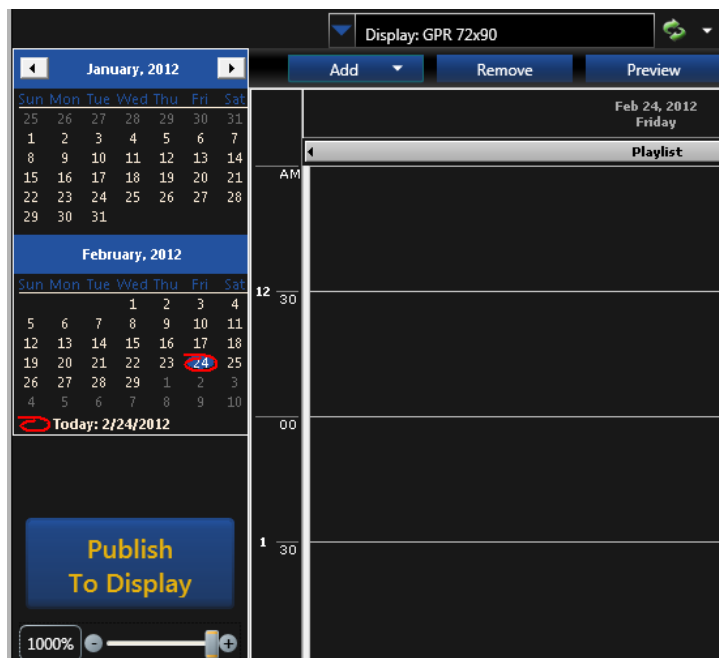 Display: GPR 72x90
Add Remove Preview
January, 2012
Sun Mon Tue Wed Thu Fri Sat
25 26 27 28 29 30 31
1 2 3 4 5 6 7
8 9 10 11 12 13 14
15 16 17 18 19 20 21
22 23 24 25 26 27 28
29 30 31
February, 2012
Sun Mon Tue Wed Thu Fri Sat
1 2 3 4
5 6 7 8 9 10 11
12 13 14 15 16 17 18
19 20 21 22 23 24 25
26 27 28 29 1 2 3
4 5 6 7 8 9 10
Today: 2/24/2012
Publish
To Display
1000%
Feb 24, 2012
Friday
Playlist
AM
12 30
00
1 30